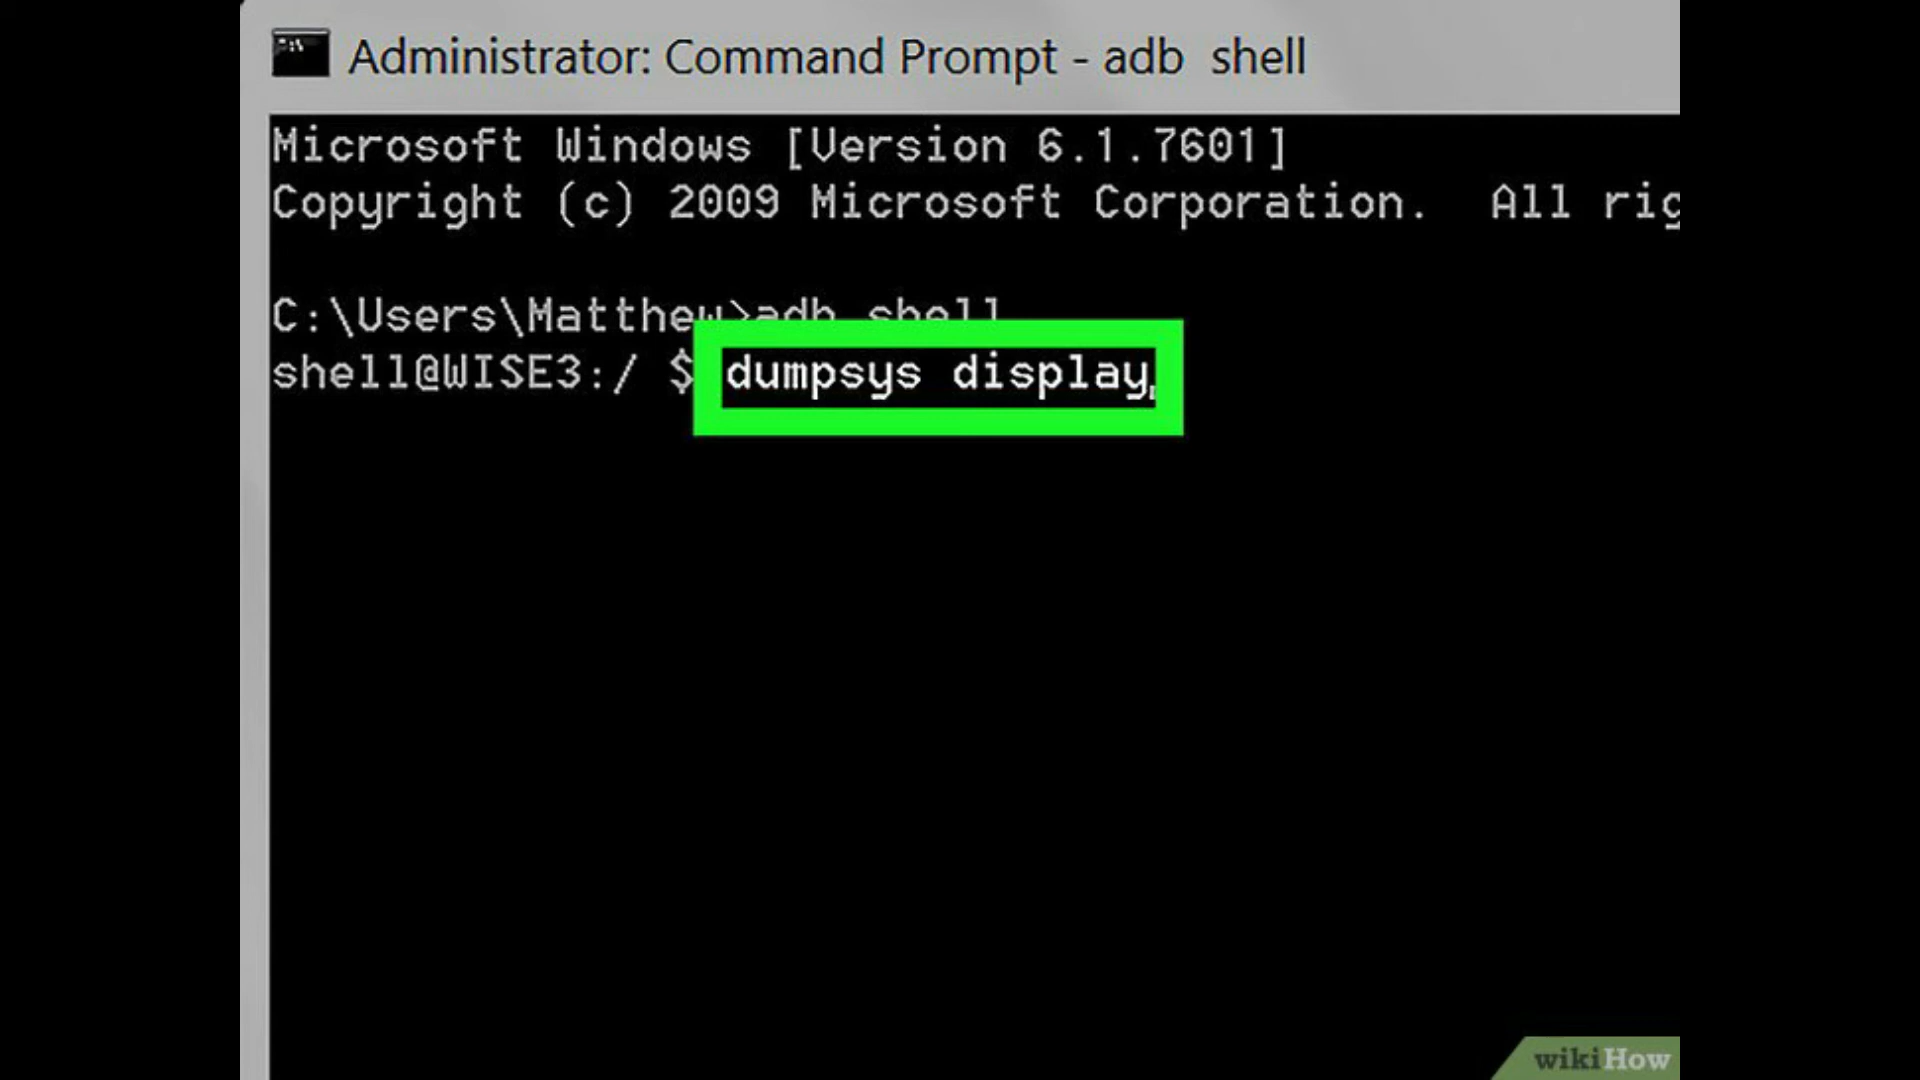 Administrator: Command Prompt - adb shell
Microsoft Windows [Version 6.1.7601]
Copyright (c) 2009 Microsoft Corporation. All rig
C:\Users\Matthew>adb shell
shell@WISE3:/ $ dumpsys display
wikiHow